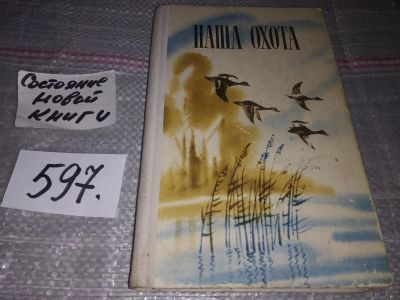 НАША ОХОТА
Состояние
новой
книги
597.